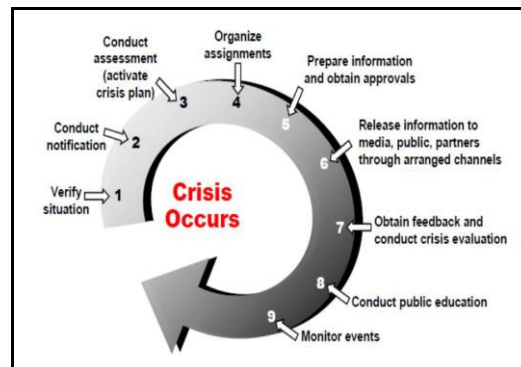 Verify
situation
1
Conduct
notification
2
Conduct
assessment
(activate
crisis plan)
3
Organize
assignments
4
Prepare information
and obtain approvals
5
Release information to
media, public, partners
through arranged channels
6
Obtain feedback and
conduct crisis evaluation
7
Conduct public education
8
Monitor events
9
Crisis
Occurs